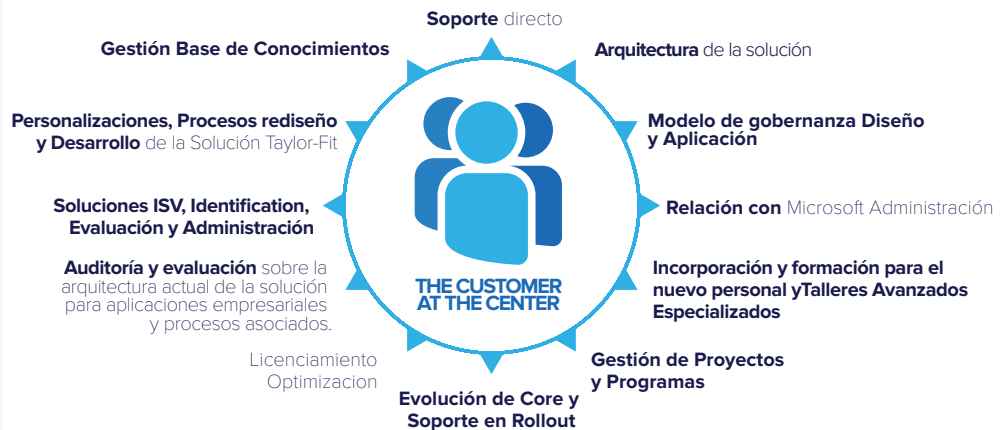 Soporte directo
Arquitectura de la solución
Modelo de gobernanza Diseño
y Aplicación
Relación con Microsoft Administración
Incorporación y formación para el
nuevo personal yTalleres Avanzados
Especializados
Gestión de Proyectos
y Programas
Evolución de Core y
Soporte en Rollout
Licenciamiento
Optimizacion
Auditoría y evaluación sobre la
arquitectura actual de la solución
para aplicaciones empresariales
y procesos asociados.
Soluciones ISV, Identification,
Evaluación y Administración
Personalizaciones, Procesos rediseño
y Desarrollo de la Solución Taylor-Fit
Gestión Base de Conocimientos
THE CUSTOMER
AT THE CENTER